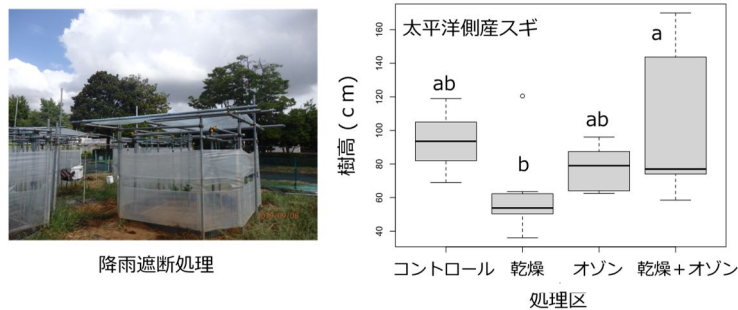 降雨遮断処理
太平洋側産スギ
樹高(cm)
160
140
120
100
80
60
40
ab
b
ab
a
コントロール 乾燥 オゾン 乾燥+オゾン
処理区